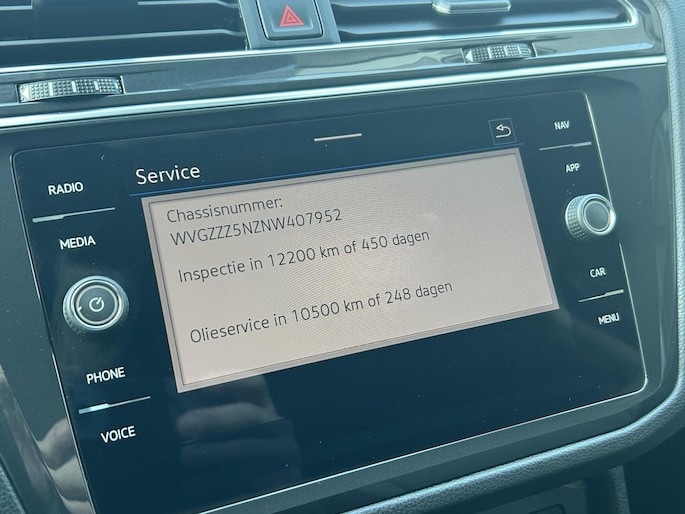 RADIO
MEDIA
PHONE
VOICE
Service
Chassisnummer:
WVGZZZ5NZNW407952
Inspectie in 12200 km of 450 dagen
Olieservice in 10500 km of 248 dagen
NAV
APP
CAR
MENU